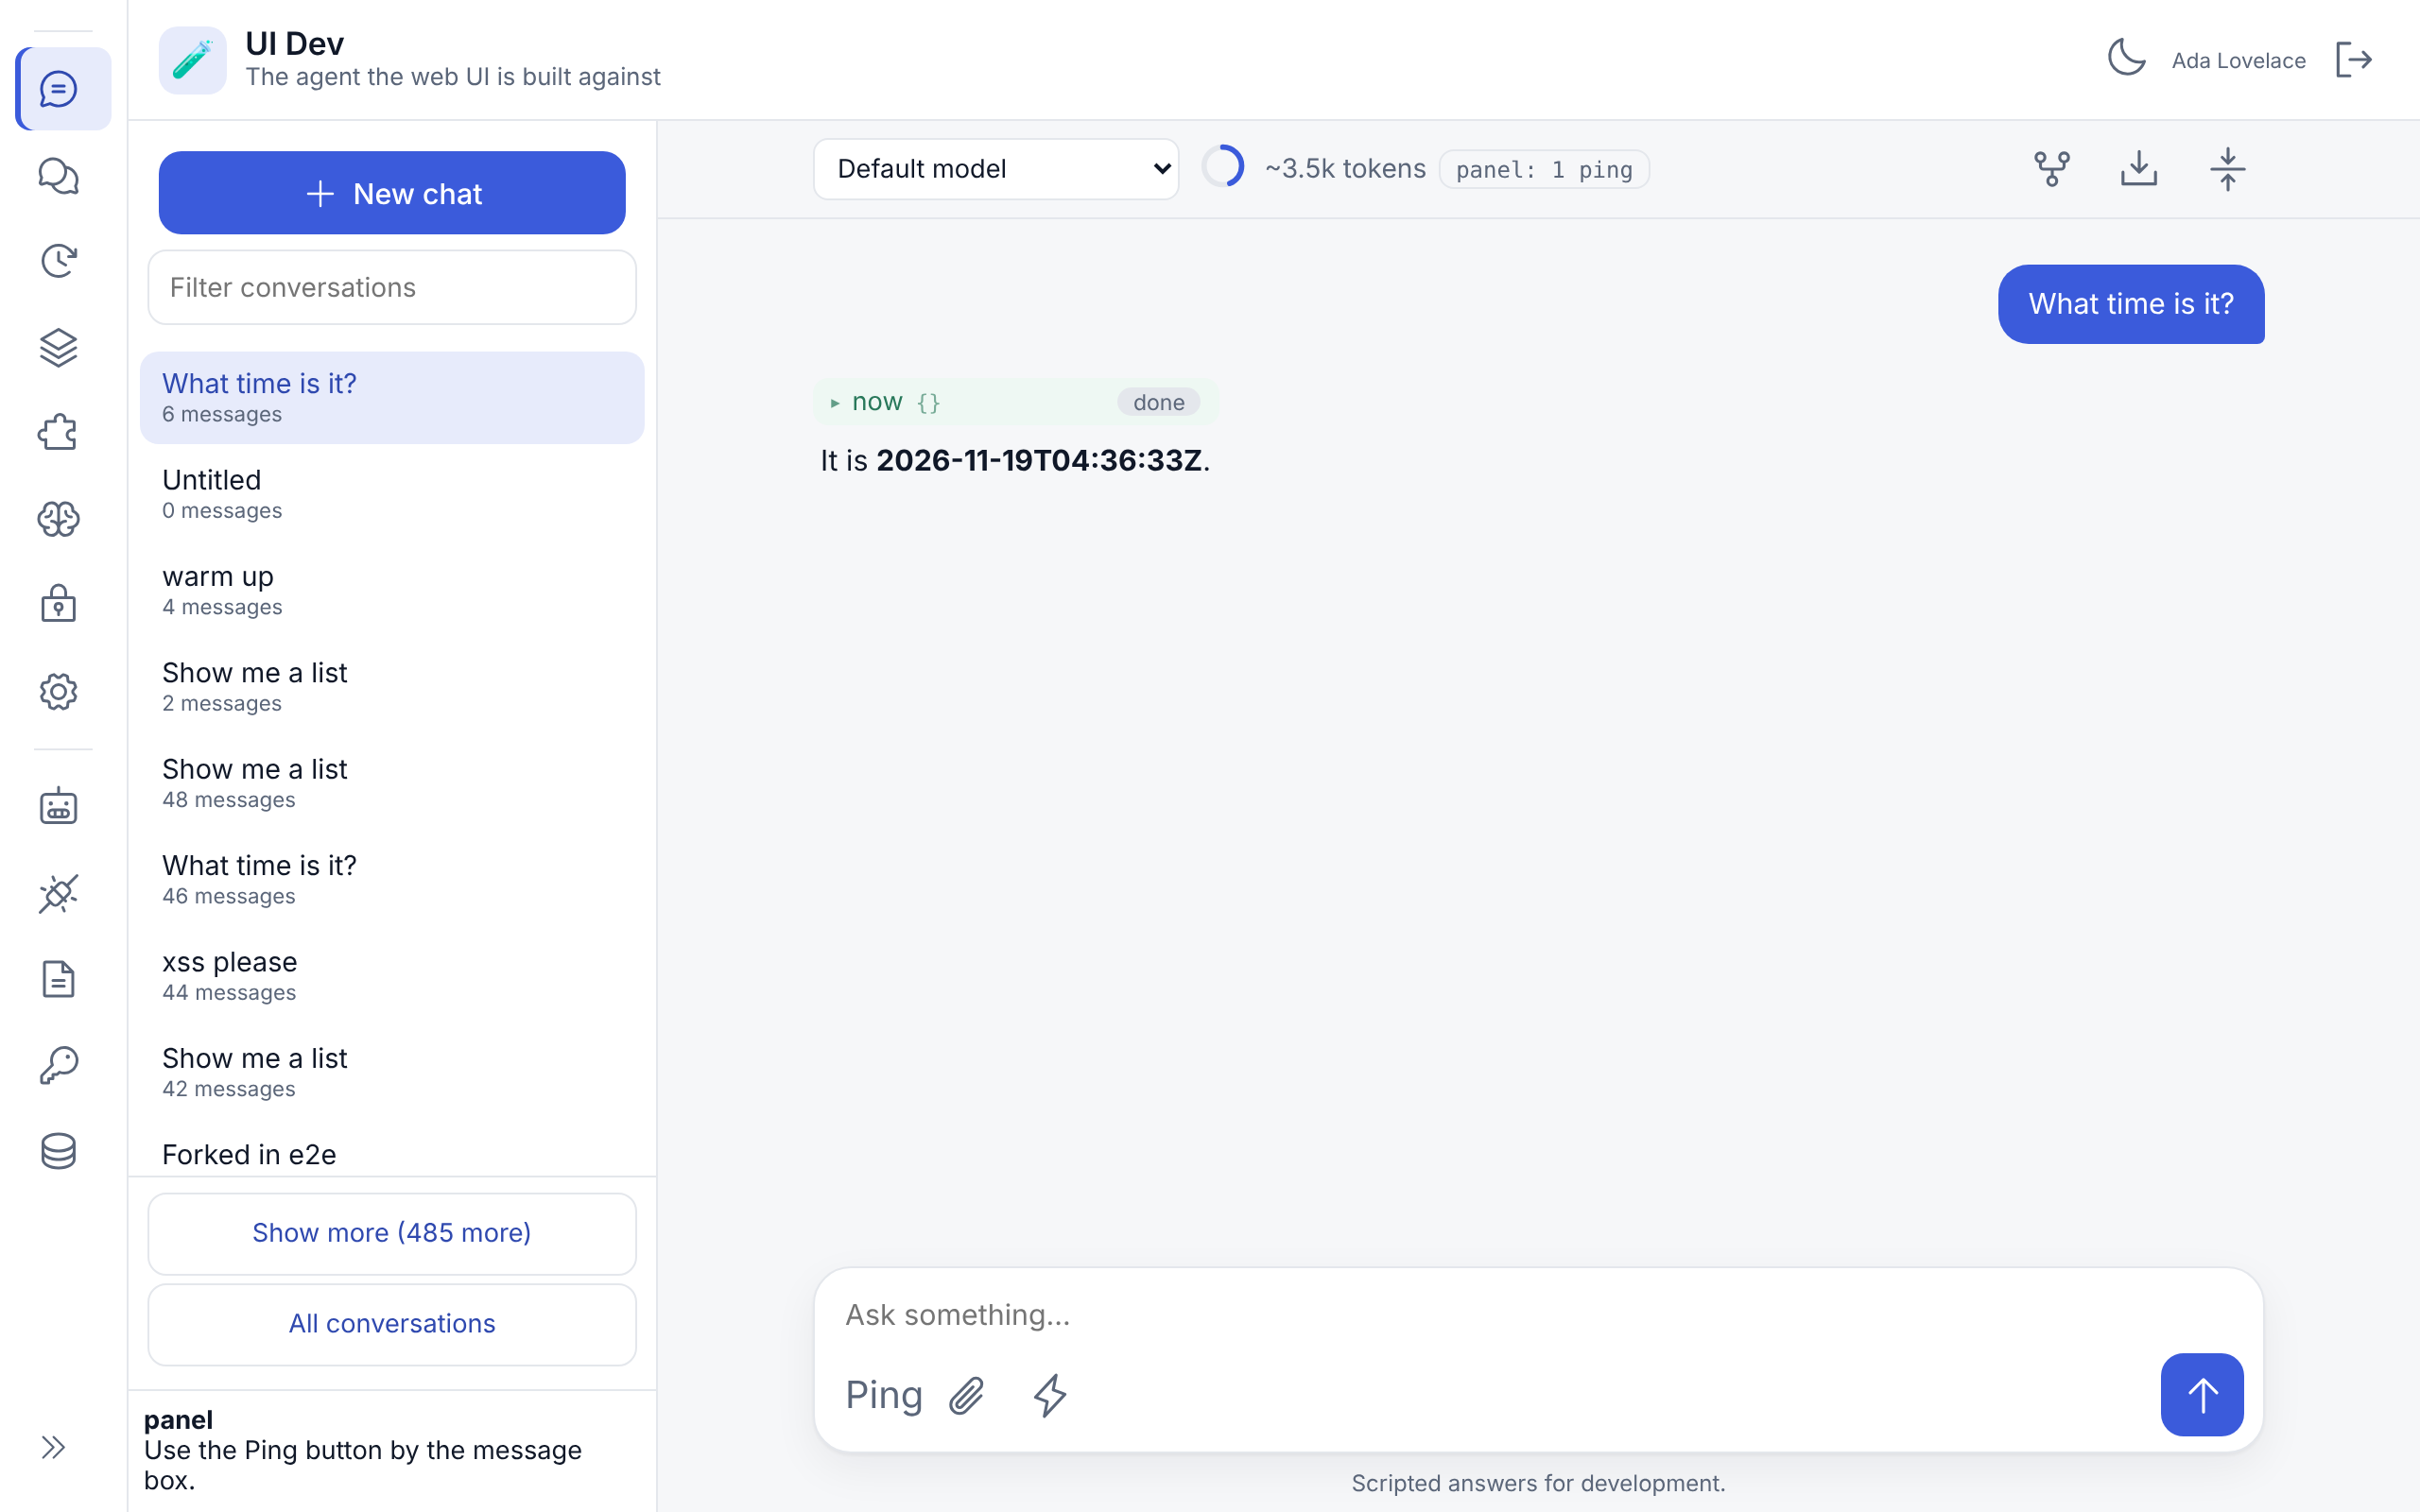 UI Dev
The agent the web UI is built against
Ada Lovelace
New chat
Filter conversations
What time is it?
6 messages
Untitled
0 messages
warm up
4 messages
Show me a list
2 messages
Show me a list
48 messages
What time is it?
46 messages
xss please
44 messages
Show me a list
42 messages
Forked in e2e
Show more (485 more)
All conversations
panel
Use the Ping button by the message
box.
Default model
~3.5k tokens
panel: 1 ping
What time is it?
now {}
done
It is 2026-11-19T04:36:33Z.
Ask something...
Ping
Scripted answers for development.